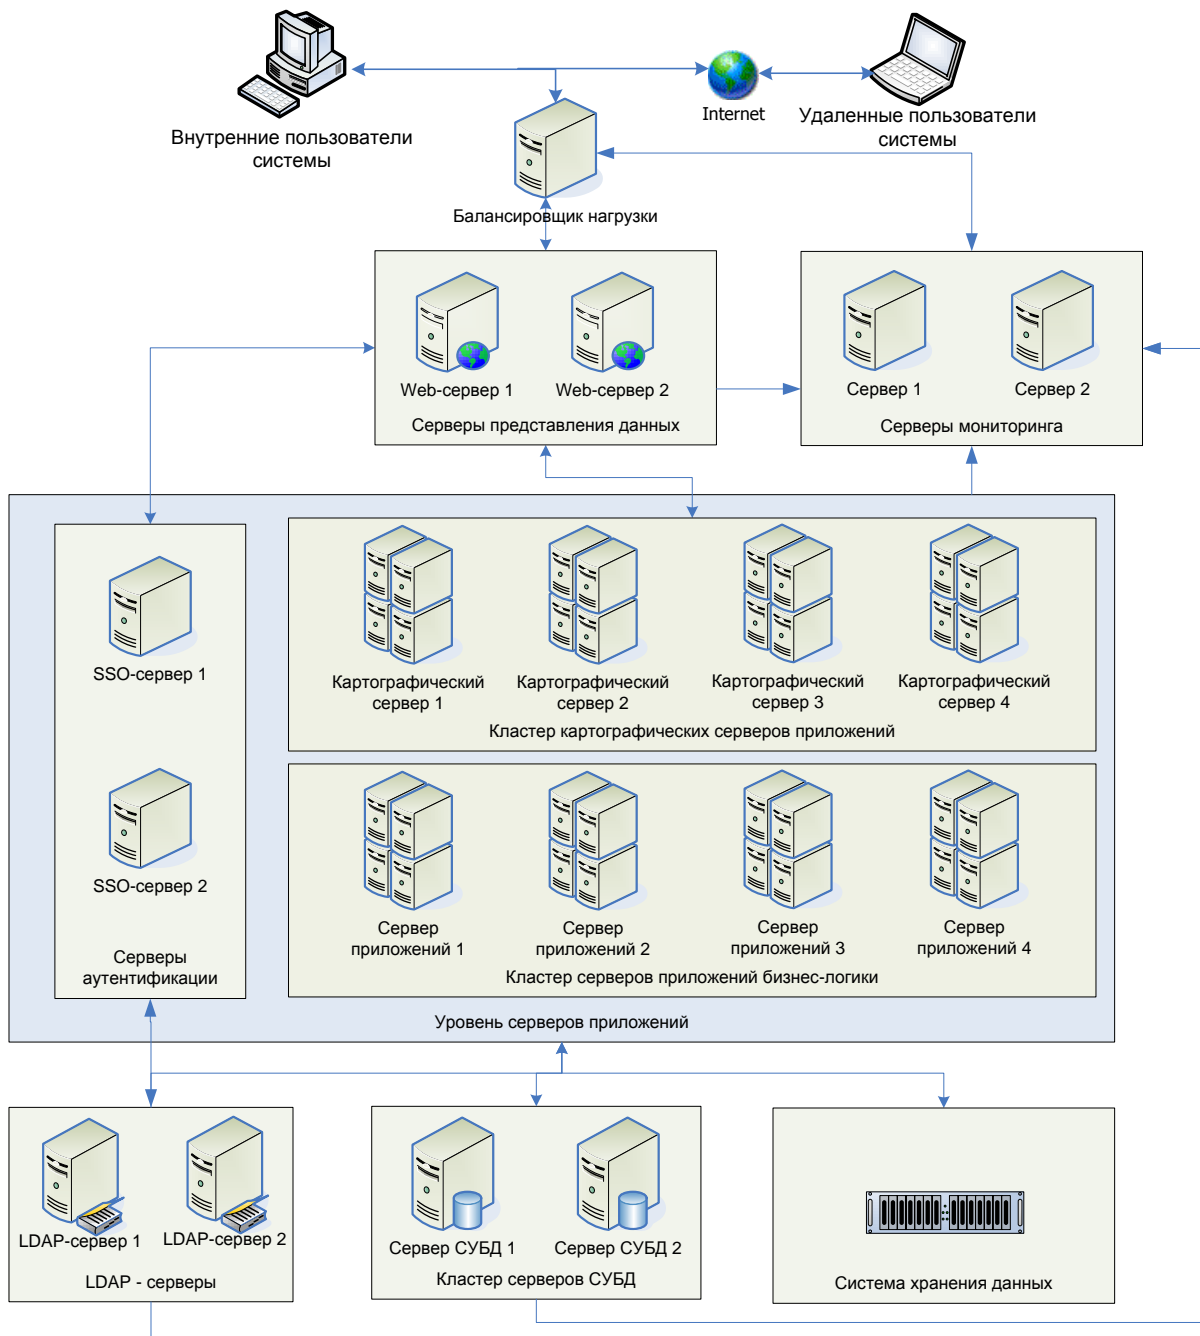 Внутренние пользователи
системы
Internet
Удаленные пользователи
системы
Балансировщик нагрузки
Web-сервер 1
Web-сервер 2
Серверы представления данных
Сервер 1
Сервер 2
Серверы мониторинга
SSO-сервер 1
SSO-сервер 2
Серверы
аутентификации
Картографический
сервер 1
Картографический
сервер 2
Картографический
сервер 3
Картографический
сервер 4
Кластер картографических серверов приложений
Сервер
приложений 1
Сервер
приложений 2
Сервер
приложений 3
Сервер
приложений 4
Кластер серверов приложений бизнес-логики
Уровень серверов приложений
LDAP-сервер 1
LDAP-сервер 2
LDAP - серверы
Сервер СУБД 1
Сервер СУБД 2
Кластер серверов СУБД
Система хранения данных